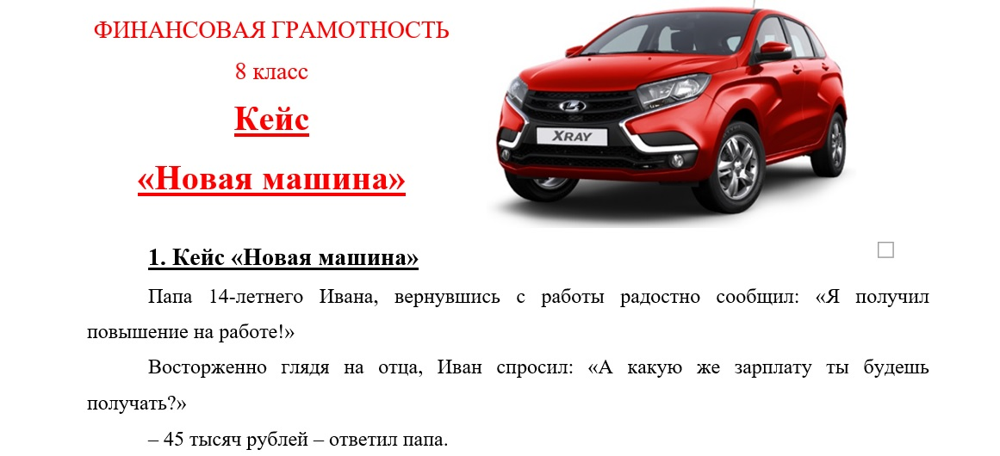 ФИНАНСОВАЯ ГРАМОТНОСТЬ
8 класс
Кейс
«Новая машина»
XRAY
1. Кейс «Новая машина»
Папа 14-летнего Ивана, вернувшись с работы радостно сообщил: «Я получил
повышение на работе!»
Восторженно глядя на отца, Иван спросил: «А какую же зарплату ты будешь
получать?»
– 45 тысяч рублей – ответил папа.